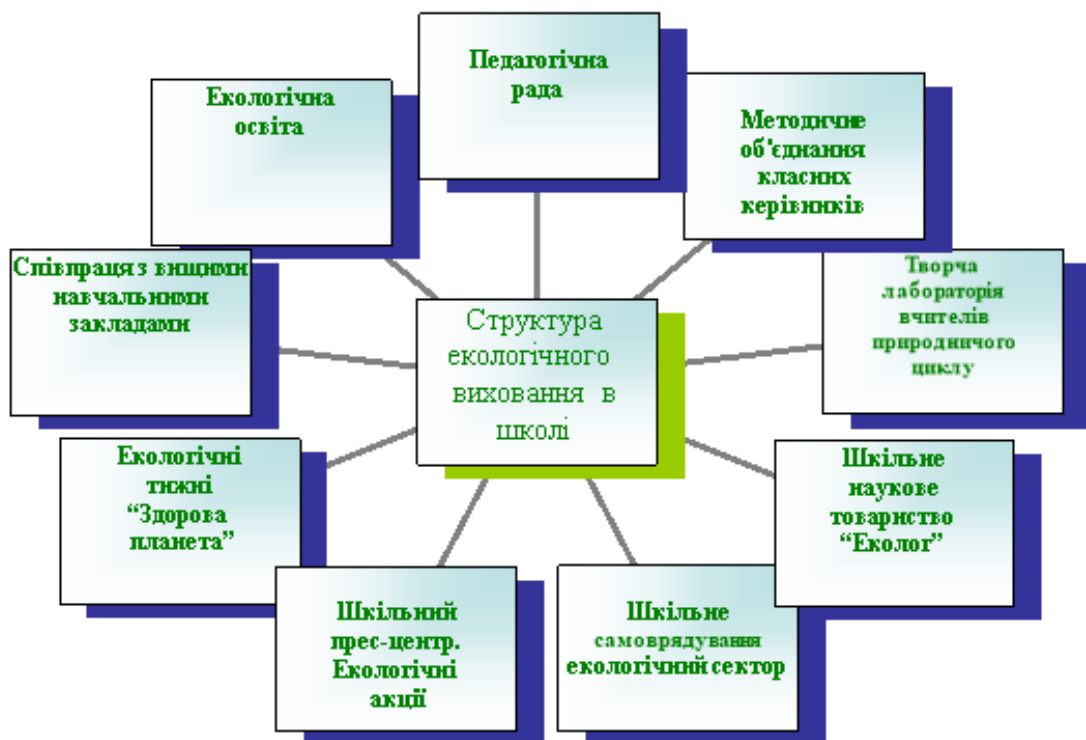 Педагогічна
рада
Екологічна
освіта
Методичне
об'єднання
класних
керівників
Співпраця з вищими
навчальними
закладами
Творча
лабораторія
вчителів
природничого
циклу
Структура
екологічного
виховання в
школі
Екологічні
тижні
“Здорова
планета”
Шкільне
наукове
товариство
“Еколог”
Шкільний
прес-центр.
Екологічні
акції
Шкільне
самоврядування
екологічний сектор